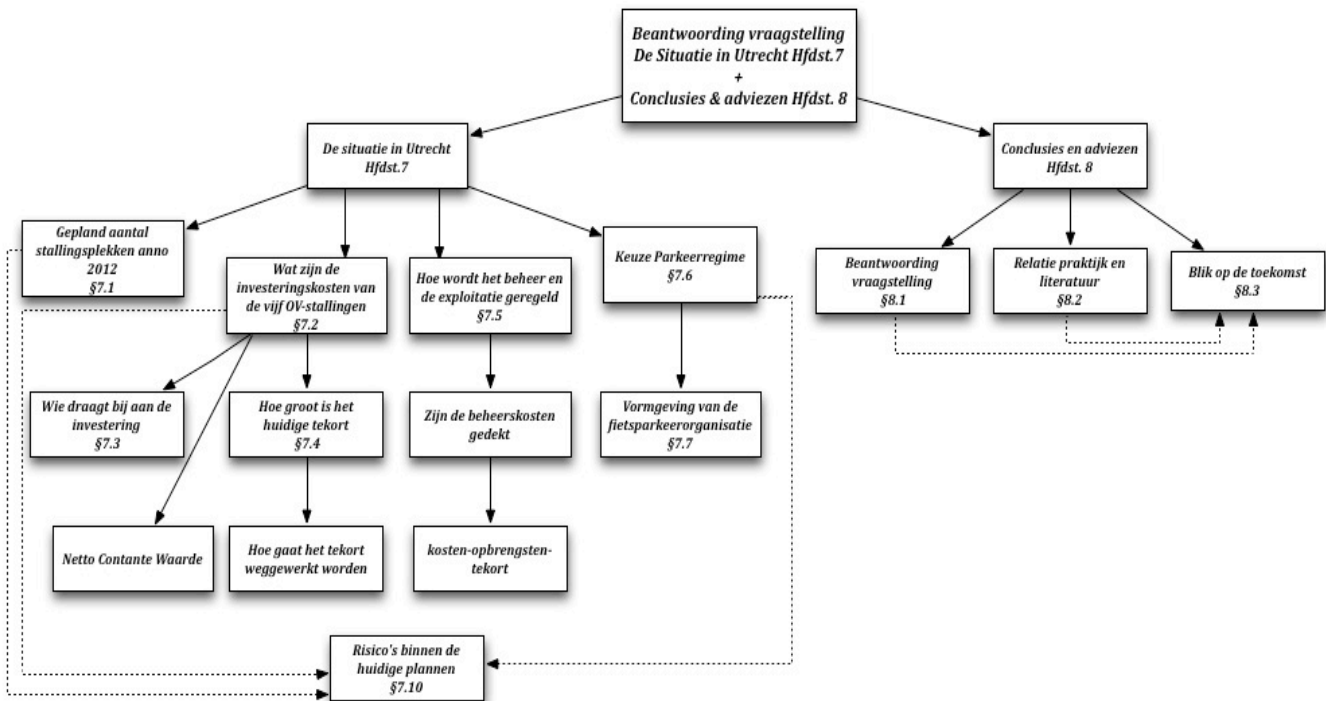 Beantwoording vraagstelling
De Situatie in Utrecht Hfdst.7
+
Conclusies & adviezen Hfdst. 8
De situatie in Utrecht
Hfdst.7
Conclusies en adviezen
Hfdst. 8
Gepland aantal
stallingsplekken anno
2012
§7.1
Wat zijn de
investeringskosten van
de vijf OV-stallingen
§7.2
Hoe wordt het beheer en
de exploitatie geregeld
§7.5
Keuze Parkeerregime
§7.6
Beantwoording
vraagstelling
§8.1
Relatie praktijk en
literatuur
§8.2
Blik op de toekomst
§8.3
Wie draagt bij aan de
investering
§7.3
Hoe groot is het
huidige tekort
§7.4
Zijn de beheerskosten
gedekt
Vormgeving van de
fietsparkeerorganisatie
§7.7
Netto Contante Waarde
Hoe gaat het tekort
weggewerkt worden
kosten-opbrengsten-
tekort
Risico's binnen de
huidige plannen
§7.10